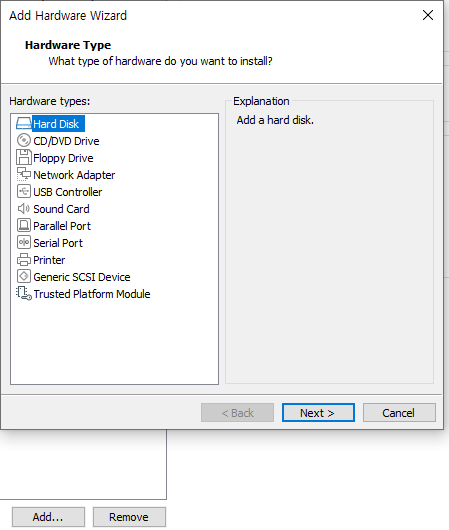 Add Hardware Wizard
Hardware Type
What type of hardware do you want to install?
Hardware types:
Hard Disk
CD/DVD Drive
Floppy Drive
Network Adapter
USB Controller
Sound Card
Parallel Port
Serial Port
Printer
Generic SCSI Device
Trusted Platform Module
Explanation
Add a hard disk.
< Back
Next >
Cancel
Add...
Remove